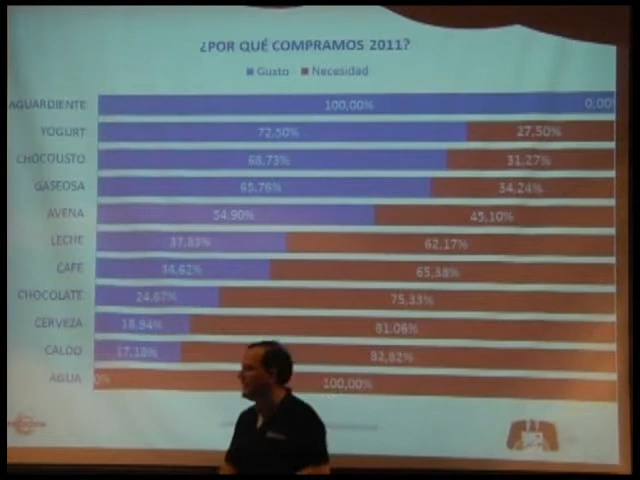 ¿POR QUÉ COMPRAMOS 2011?
Gusto Necesidad
AGUARDIENTE 100,00% 0,00
YOGURT 72,50% 27,50%
CHOCOLISTO 68,73% 31,27%
GASEOSA 65,76% 34,24%
AVENA 54,90% 45,10%
LECHE 37,83% 62,17%
CAFÉ 34,62% 65,38%
CHOCOLATE 24,67% 75,33%
CERVEZA 18,94% 81,06%
CALDO 17,18% 82,82%
AGUA 0% 100,00%